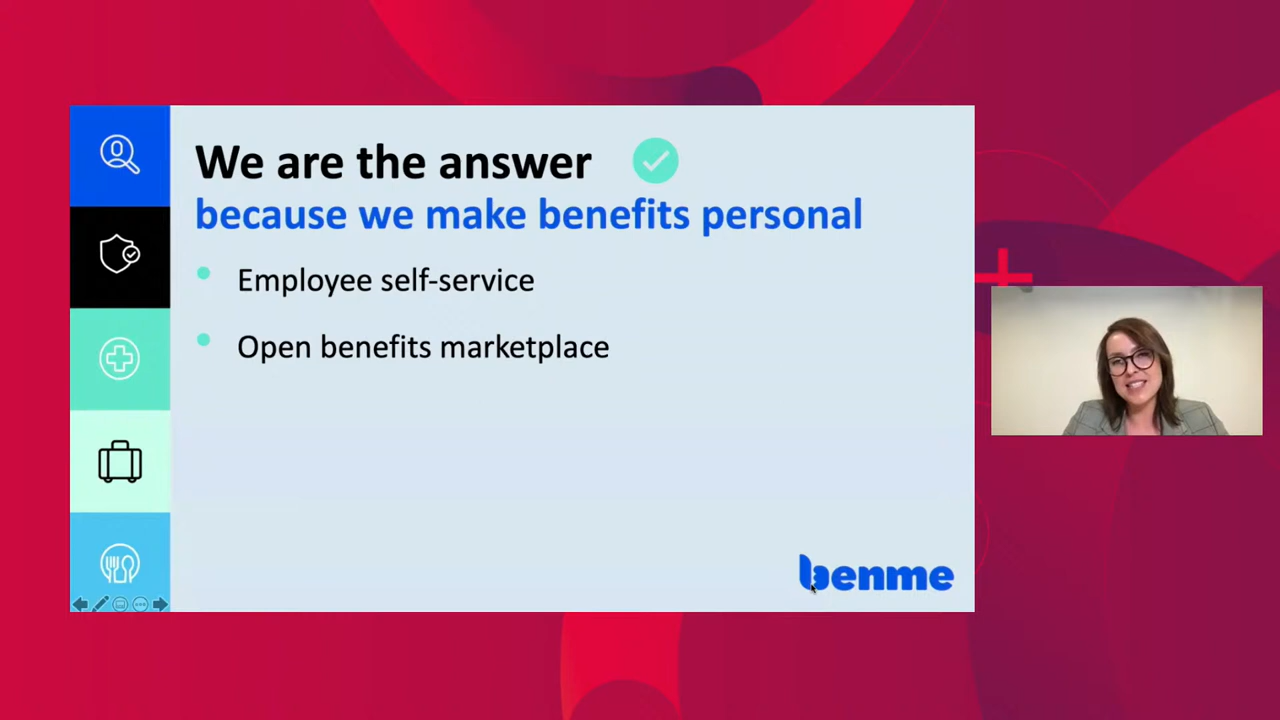 We are the answer
because we make benefits personal
Employee self-service
Open benefits marketplace
benme